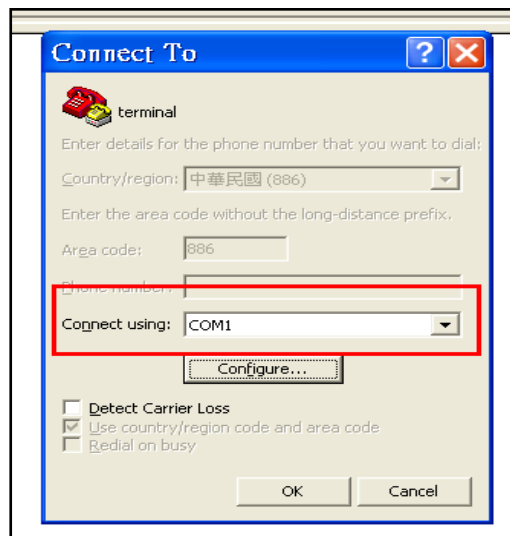 Connect To
terminal
Enter details for the phone number that you want to dial:
Country/region: 中華民國 (886)
Enter the area code without the long-distance prefix.
Area code: 886
Phone number:
Connect using: COM1
Configure...
Detect Carrier Loss
Use country/region code and area code
Redial on busy
OK Cancel